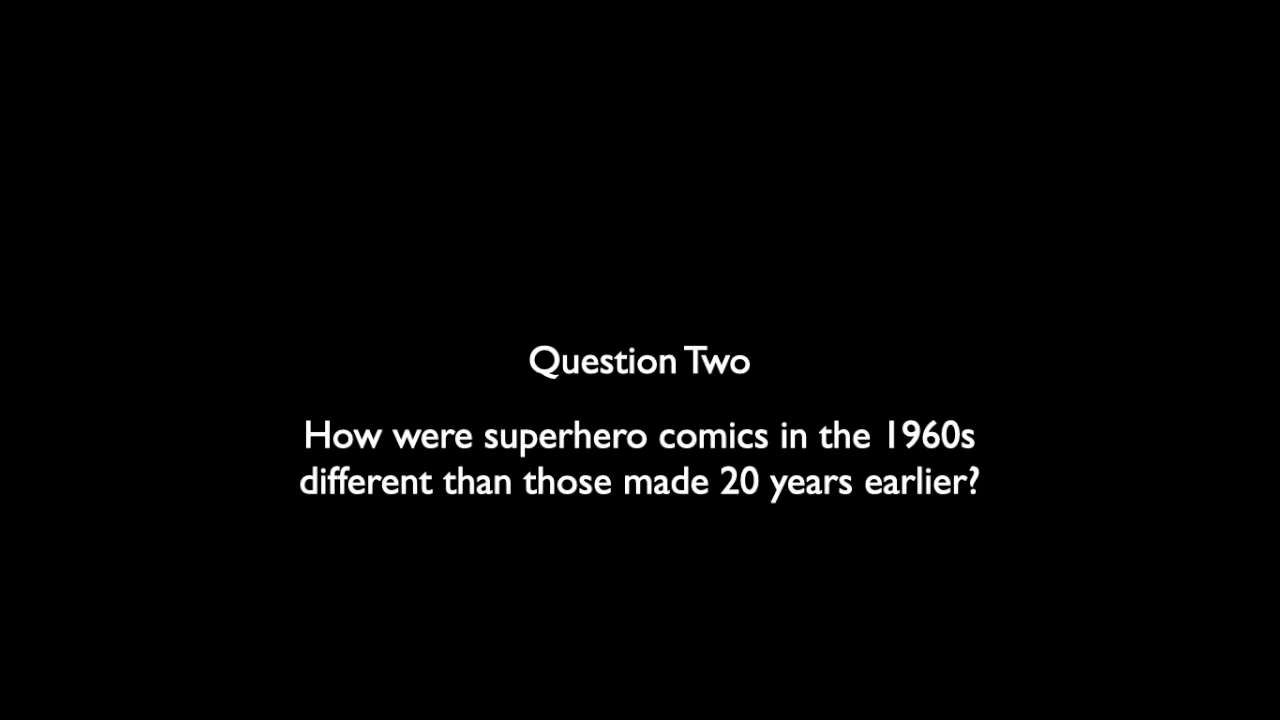 Question Two
How were superhero comics in the 1960s
different than those made 20 years earlier?